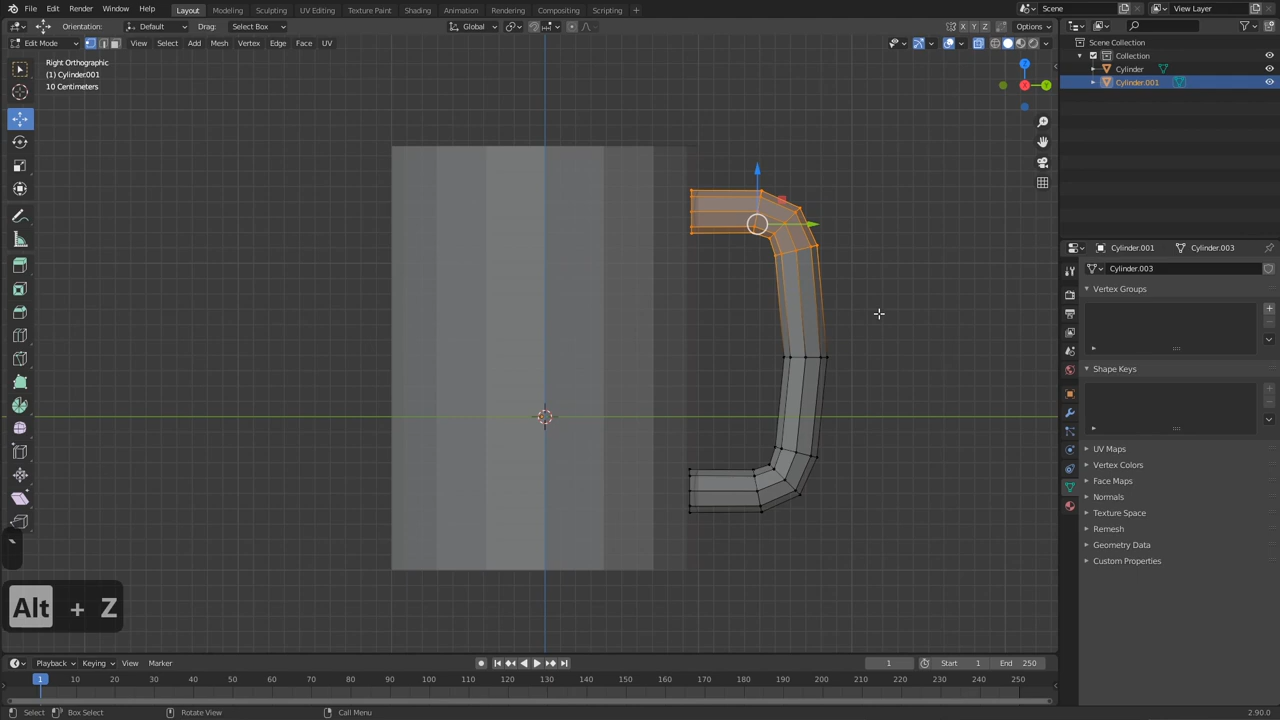 File Edit Render Window Help
Layout Modeling Sculpting UV Editing Texture Paint Shading Animation Rendering Compositing Scripting +
Scene
View Layer
Orientation: Default Drag: Select Box
Global
X Y Z Options
Edit Mode View Select Add Mesh Vertex Edge Face UV
Right Orthographic
(1) Cylinder.001
10 Centimeters
Z
X
Y
Scene Collection
Collection
Cylinder
Cylinder.001
Cylinder.001 Cylinder.003
Cylinder.003
Vertex Groups
Shape Keys
UV Maps
Vertex Colors
Face Maps
Normals
Texture Space
Remesh
Geometry Data
Custom Properties
Alt + Z
Playback Keying View Marker
1 Start 1 End 250
1 10 20 30 40 50 60 70 80 90 100 110 120 130 140 150 160 170 180 190 200 210 220 230 240 250
Select Box Select Rotate View Call Menu 2.90.0